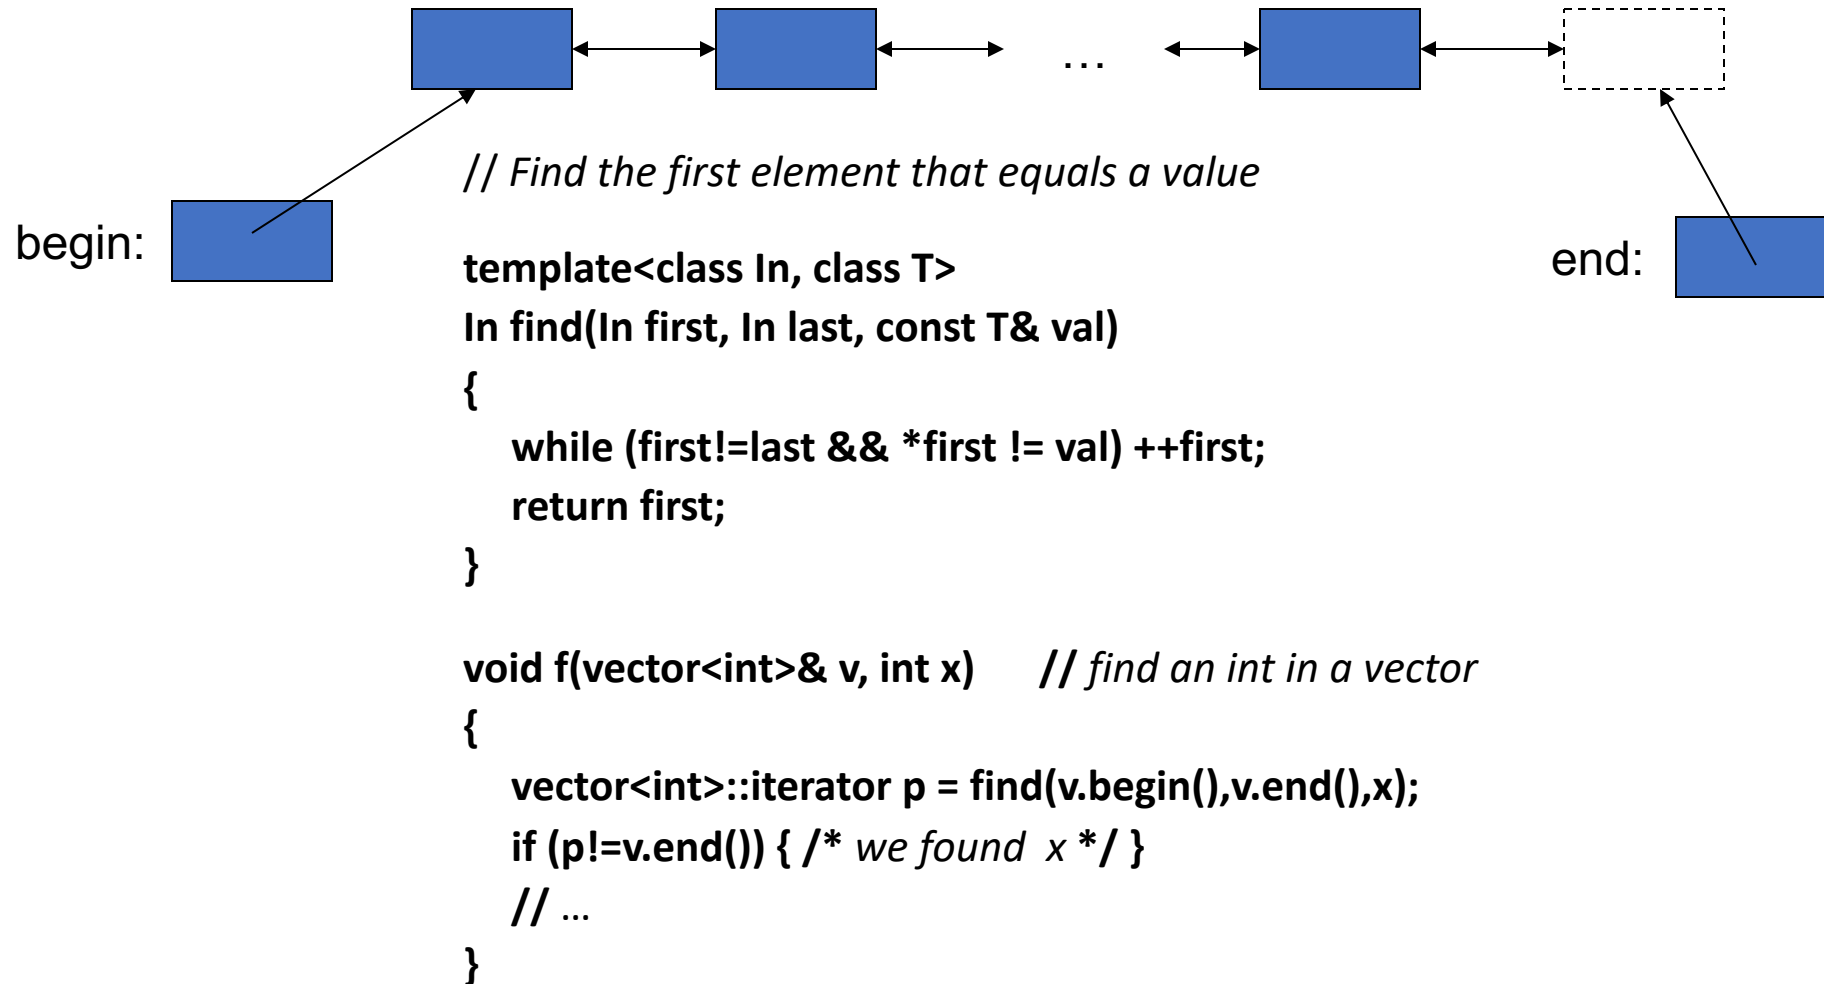 …
// Find the first element that equals a value
begin:
end:
template<class In, class T>
In find(In first, In last, const T& val)
{
while (first!=last && *first != val) ++first;
return first;
}
void f(vector<int>& v, int x) // find an int in a vector
{
vector<int>::iterator p = find(v.begin(),v.end(),x);
if (p!=v.end()) { /* we found x */ }
// …
}